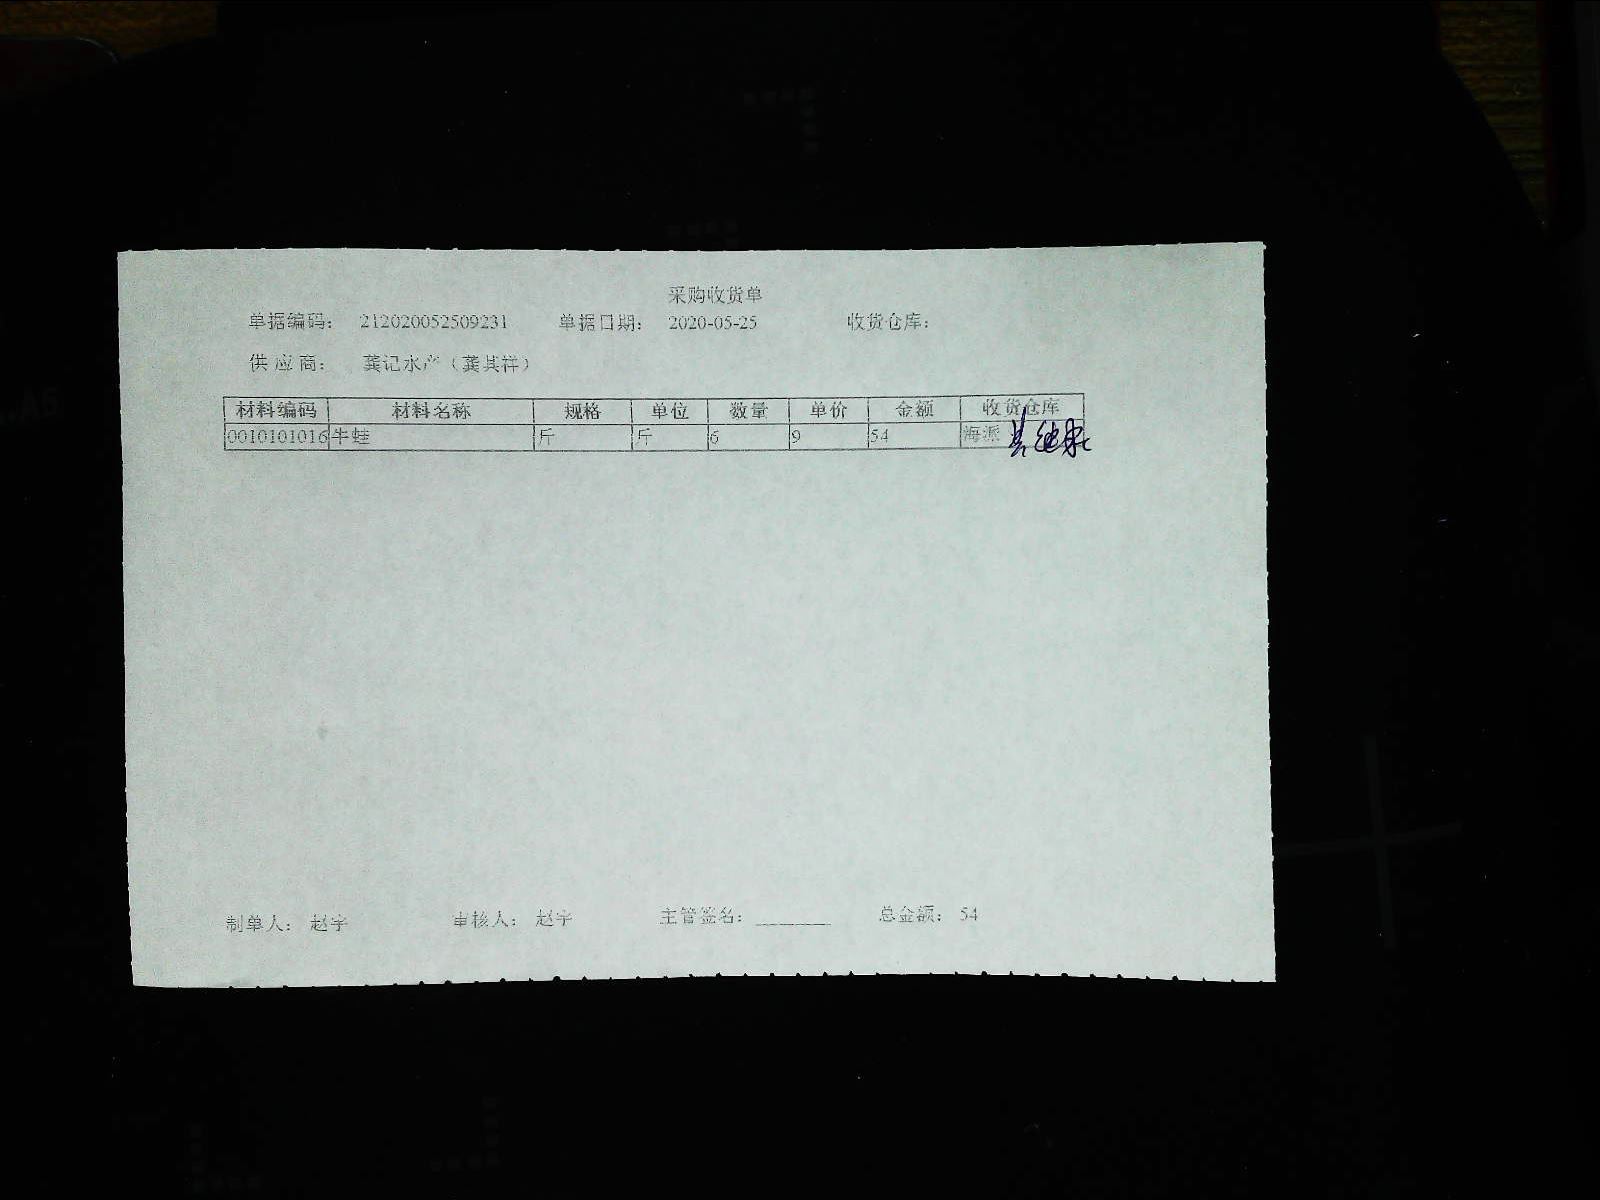 采购收货单
单据编码： 212020052509231 单据日期： 2020-05-25 收货仓库：
供 应 商： 龚记水产（龚其祥）
材料编码 材料名称 规格 单位 数量 单价 金额 收货仓库
0010101016 牛蛙 斤 斤 6 9 54 海派
制单人： 赵宇 审核人： 赵宇 主管签名： 总金额： 54